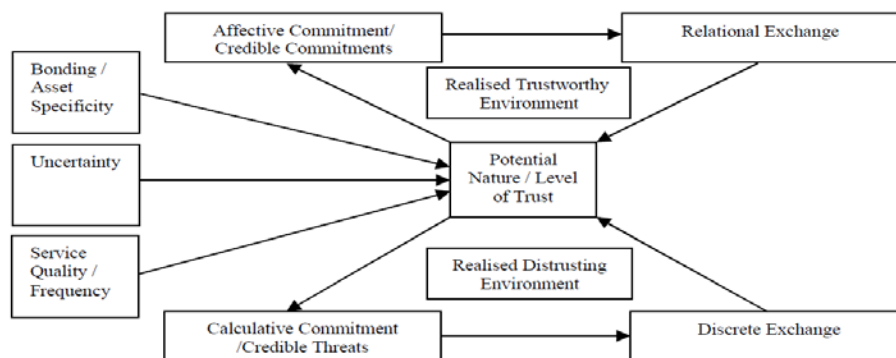 Affective Commitment/
Credible Commitments
Relational Exchange
Bonding /
Asset
Specificity
Realised Trustworthy
Environment
Uncertainty
Potential
Nature / Level
of Trust
Service
Quality /
Frequency
Realised Distrusting
Environment
Calculative Commitment
/Credible Threats
Discrete Exchange